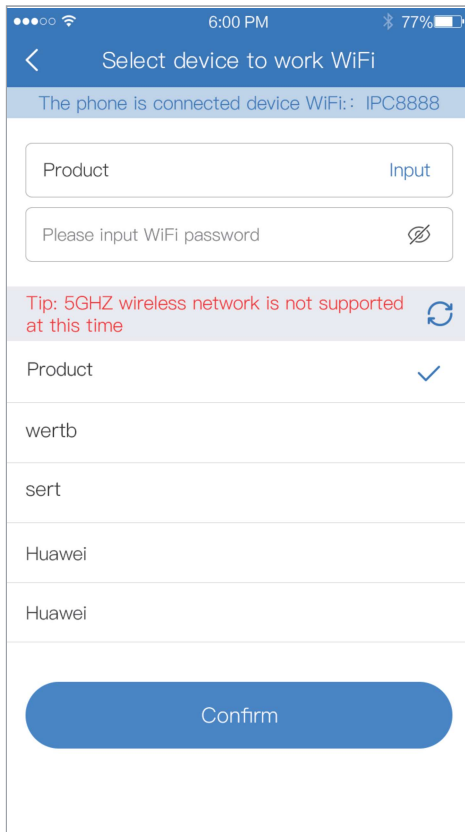 6:00 PM
77%
Select device to work WiFi
The phone is connected device WiFi:: IPC8888
Product
Input
Please input WiFi password
Tip: 5GHZ wireless network is not supported
at this time
Product
wertb
sert
Huawei
Huawei
Confirm